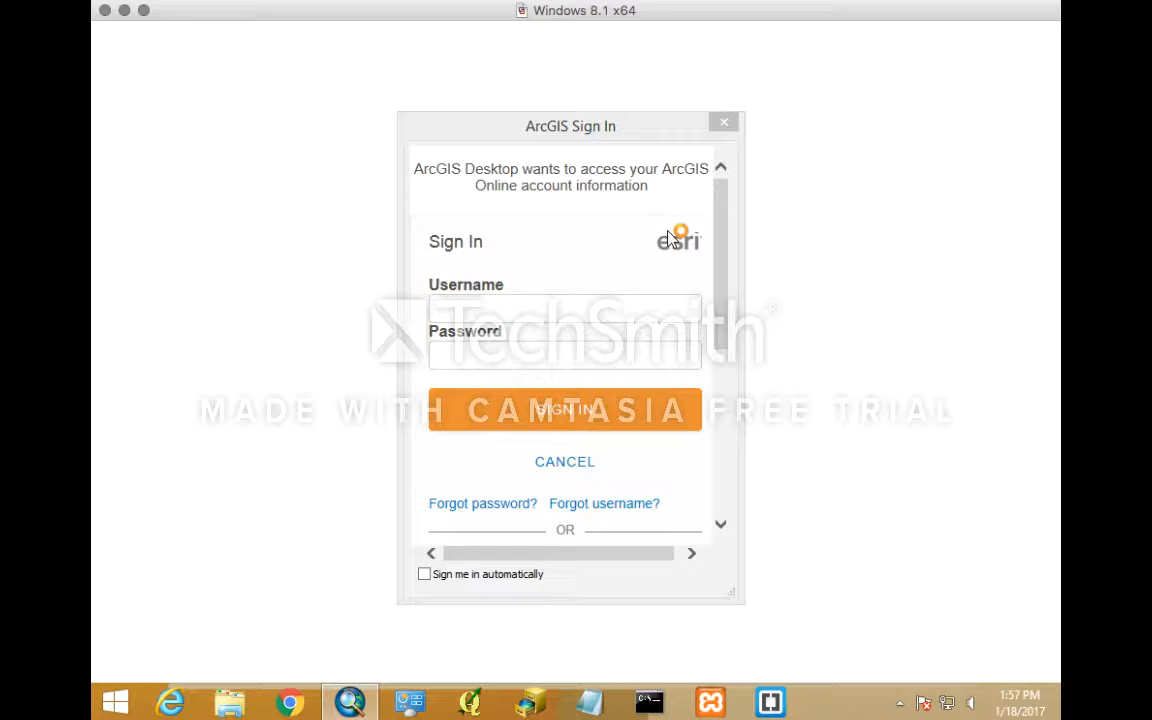 Windows 8.1 x64
ArcGIS Sign In
ArcGIS Desktop wants to access your ArcGIS
Online account information
Sign In
esri
Username
TechSmith®
Password
SIGN IN
MADE WITH CAMTASIA FREE TRIAL
CANCEL
Forgot password? Forgot username?
OR
Sign me in automatically
1:57 PM
1/18/2017